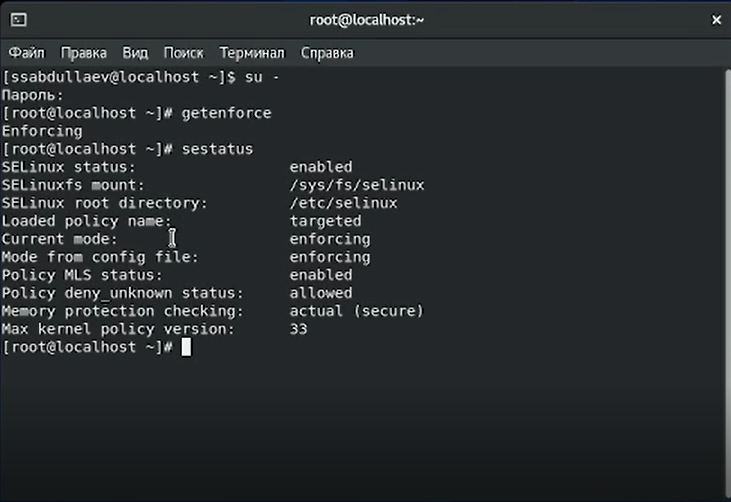 root@localhost:~
Файл Правка Вид Поиск Терминал Справка
[ssabdullaev@localhost ~]$ su -
Пароль:
[root@localhost ~]# getenforce
Enforcing
[root@localhost ~]# sestatus
SELinux status:                 enabled
SELinuxfs mount:                /sys/fs/selinux
SELinux root directory:         /etc/selinux
Loaded policy name:             targeted
Current mode:                   enforcing
Mode from config file:          enforcing
Policy MLS status:              enabled
Policy deny_unknown status:     allowed
Memory protection checking:     actual (secure)
Max kernel policy version:      33
[root@localhost ~]#